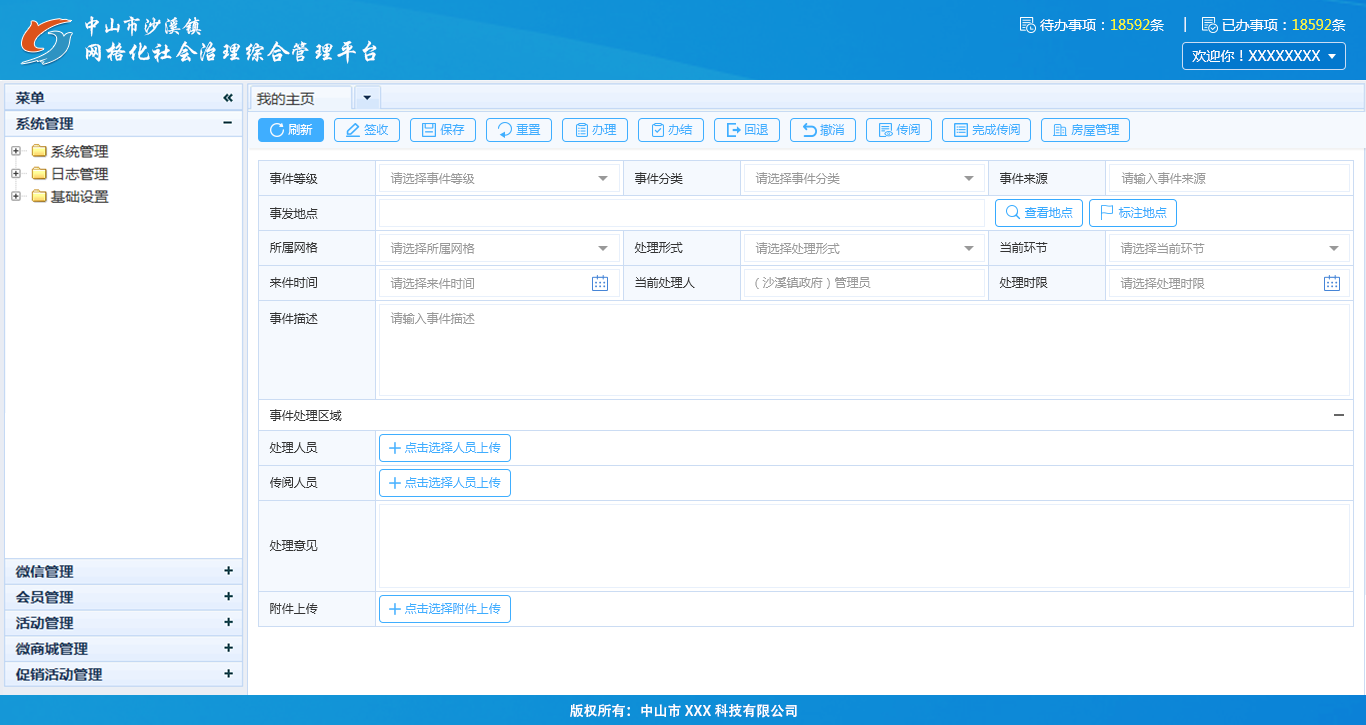 中山市沙溪镇
网格化社会治理综合管理平台
待办事项：18592条 | 已办事项：18592条
欢迎你！XXXXXXXX
菜单
系统管理
系统管理
日志管理
基础设置
微信管理
会员管理
活动管理
微商城管理
促销活动管理
我的主页
刷新 签收 保存 重置 办理 办结 回退 撤消 传阅 完成传阅 房屋管理
事件等级 请选择事件等级 事件分类 请选择事件分类 事件来源 请输入事件来源
事发地点 查看地点 标注地点
所属网格 请选择所属网格 处理形式 请选择处理形式 当前环节 请选择当前环节
来件时间 请选择来件时间 当前处理人 （沙溪镇政府）管理员 处理时限 请选择处理时限
事件描述 请输入事件描述
事件处理区域
处理人员 点击选择人员上传
传阅人员 点击选择人员上传
处理意见
附件上传 点击选择附件上传
版权所有：中山市 XXX 科技有限公司